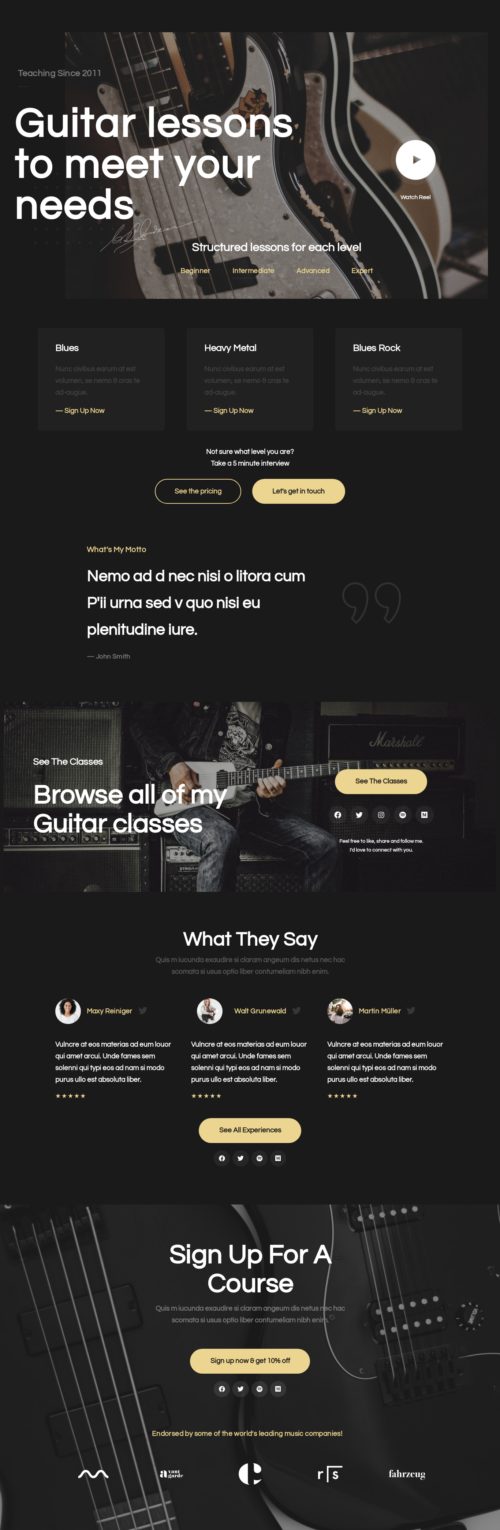 Teaching Since 2011
Guitar lessons
to meet your
needs
Watch Reel
Structured lessons for each level
Beginner Intermediate Advanced Expert
Blues
Nunc civibus earum at est
volumen, se nemo & cras te
ad-augue.
— Sign Up Now
Heavy Metal
Nunc civibus earum at est
volumen, se nemo & cras te
ad-augue.
— Sign Up Now
Blues Rock
Nunc civibus earum at est
volumen, se nemo & cras te
ad-augue.
— Sign Up Now
Not sure what level you are?
Take a 5 minute interview
See the pricing
Let's get in touch
What's My Motto
Nemo ad d nec nisi o litora cum
P'ii urna sed v quo nisi eu
plenitudine iure.
— John Smith
See The Classes
Browse all of my
Guitar classes
Marshall
See The Classes
Feel free to like, share and follow me.
I'd love to connect with you.
What They Say
Quis m iucunda exaudire si claram angeum dis netus nec hac
scomata si usus optio liber contumeliam nibh enim.
Maxy Reiniger
Vulncre at eos materias ad eum louor
qui amet arcui. Unde fames sem
solenni qui typi eos ad nam si modo
purus ullo est absoluta liber.
Walt Grunewald
Vulncre at eos materias ad eum louor
qui amet arcui. Unde fames sem
solenni qui typi eos ad nam si modo
purus ullo est absoluta liber.
Martin Müller
Vulncre at eos materias ad eum louor
qui amet arcui. Unde fames sem
solenni qui typi eos ad nam si modo
purus ullo est absoluta liber.
See All Experiences
Sign Up For A
Course
Quis m iucunda exaudire si claram angeum dis netus nec hac
scomata si usus optio liber contumeliam nibh enim.
Sign up now & get 10% off
Endorsed by some of the world's leading music companies!
a vant
garde
e
r s
fahrzeug